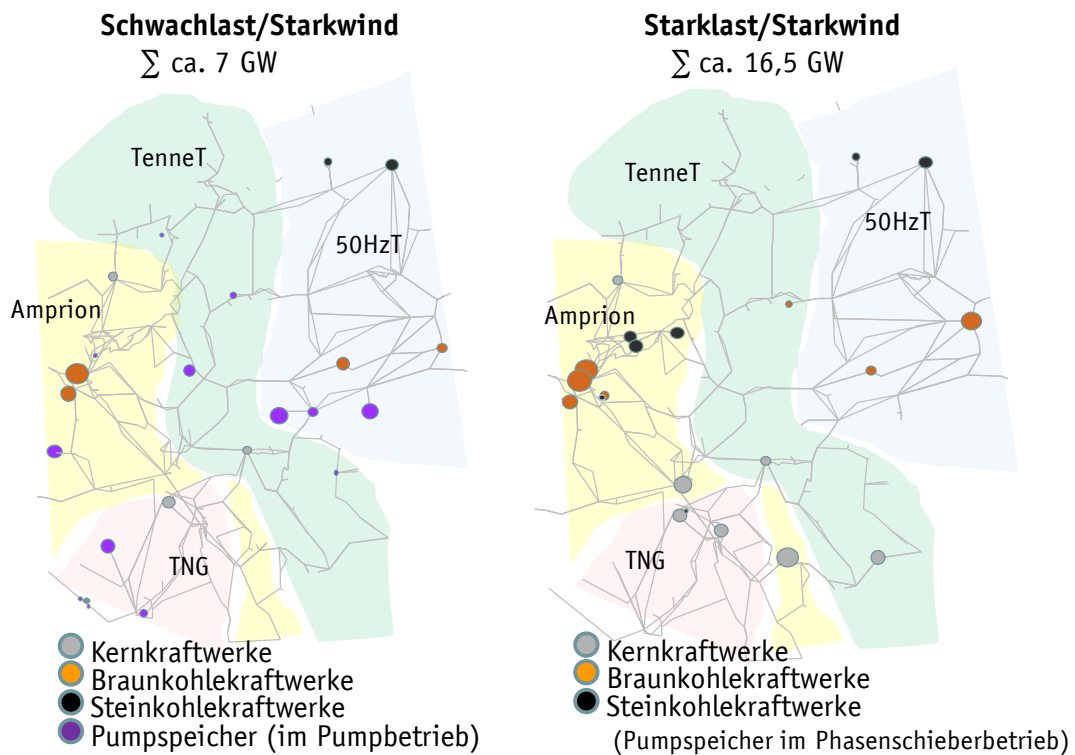 Schwachlast/Starkwind
∑ ca. 7 GW
TenneT
50HzT
Amprion
TNG
Kernkraftwerke
Braunkohlekraftwerke
Steinkohlekraftwerke
Pumpspeicher (im Pumpbetrieb)
Starklast/Starkwind
∑ ca. 16,5 GW
TenneT
50HzT
Amprion
TNG
Kernkraftwerke
Braunkohlekraftwerke
Steinkohlekraftwerke
(Pumpspeicher im Phasenschieberbetrieb)